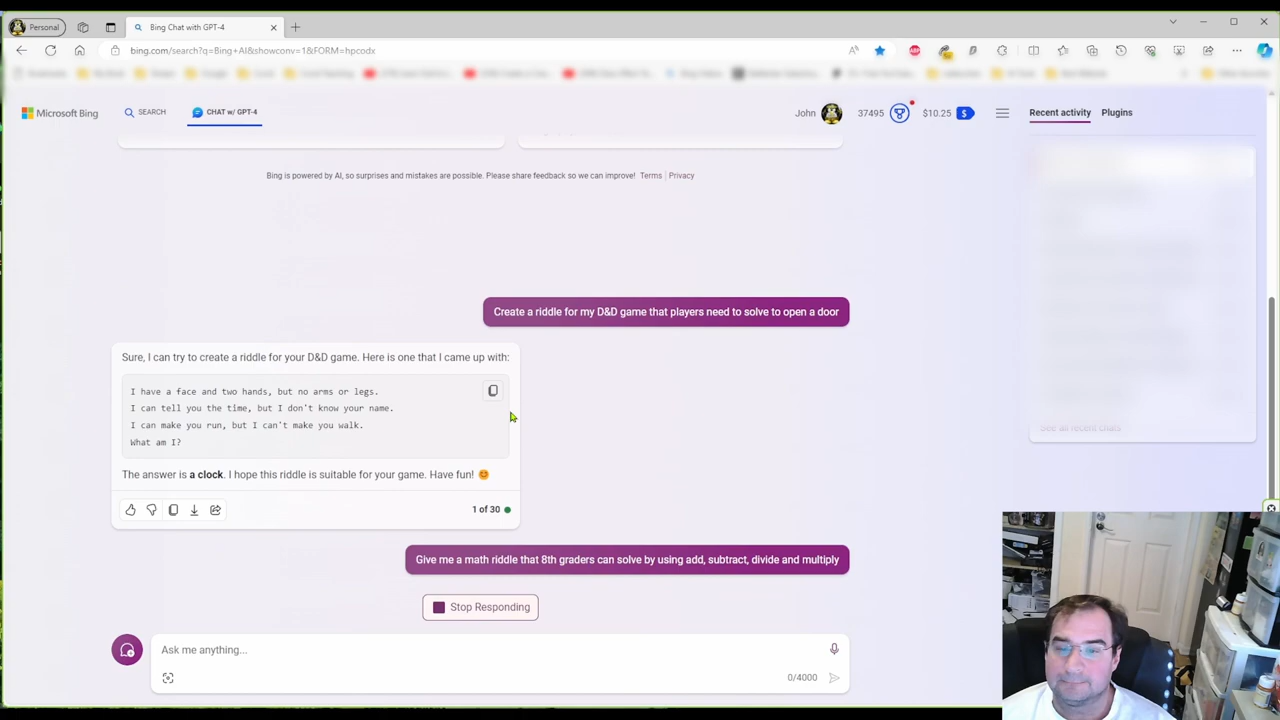 Personal
Bing Chat with GPT-4
bing.com/search?q=Bing+AI&showconv=1&FORM=hpcodx
Microsoft Bing
SEARCH
CHAT w/ GPT-4
John
37495
$10.25
Recent activity
Plugins
Bing is powered by AI, so surprises and mistakes are possible. Please share feedback so we can improve! Terms | Privacy
Create a riddle for my D&D game that players need to solve to open a door
Sure, I can try to create a riddle for your D&D game. Here is one that I came up with:
I have a face and two hands, but no arms or legs.
I can tell you the time, but I don't know your name.
I can make you run, but I can't make you walk.
What am I?
The answer is a clock. I hope this riddle is suitable for your game. Have fun! 😊
1 of 30
See all recent chats
Give me a math riddle that 8th graders can solve by using add, subtract, divide and multiply
Stop Responding
Ask me anything...
0/4000